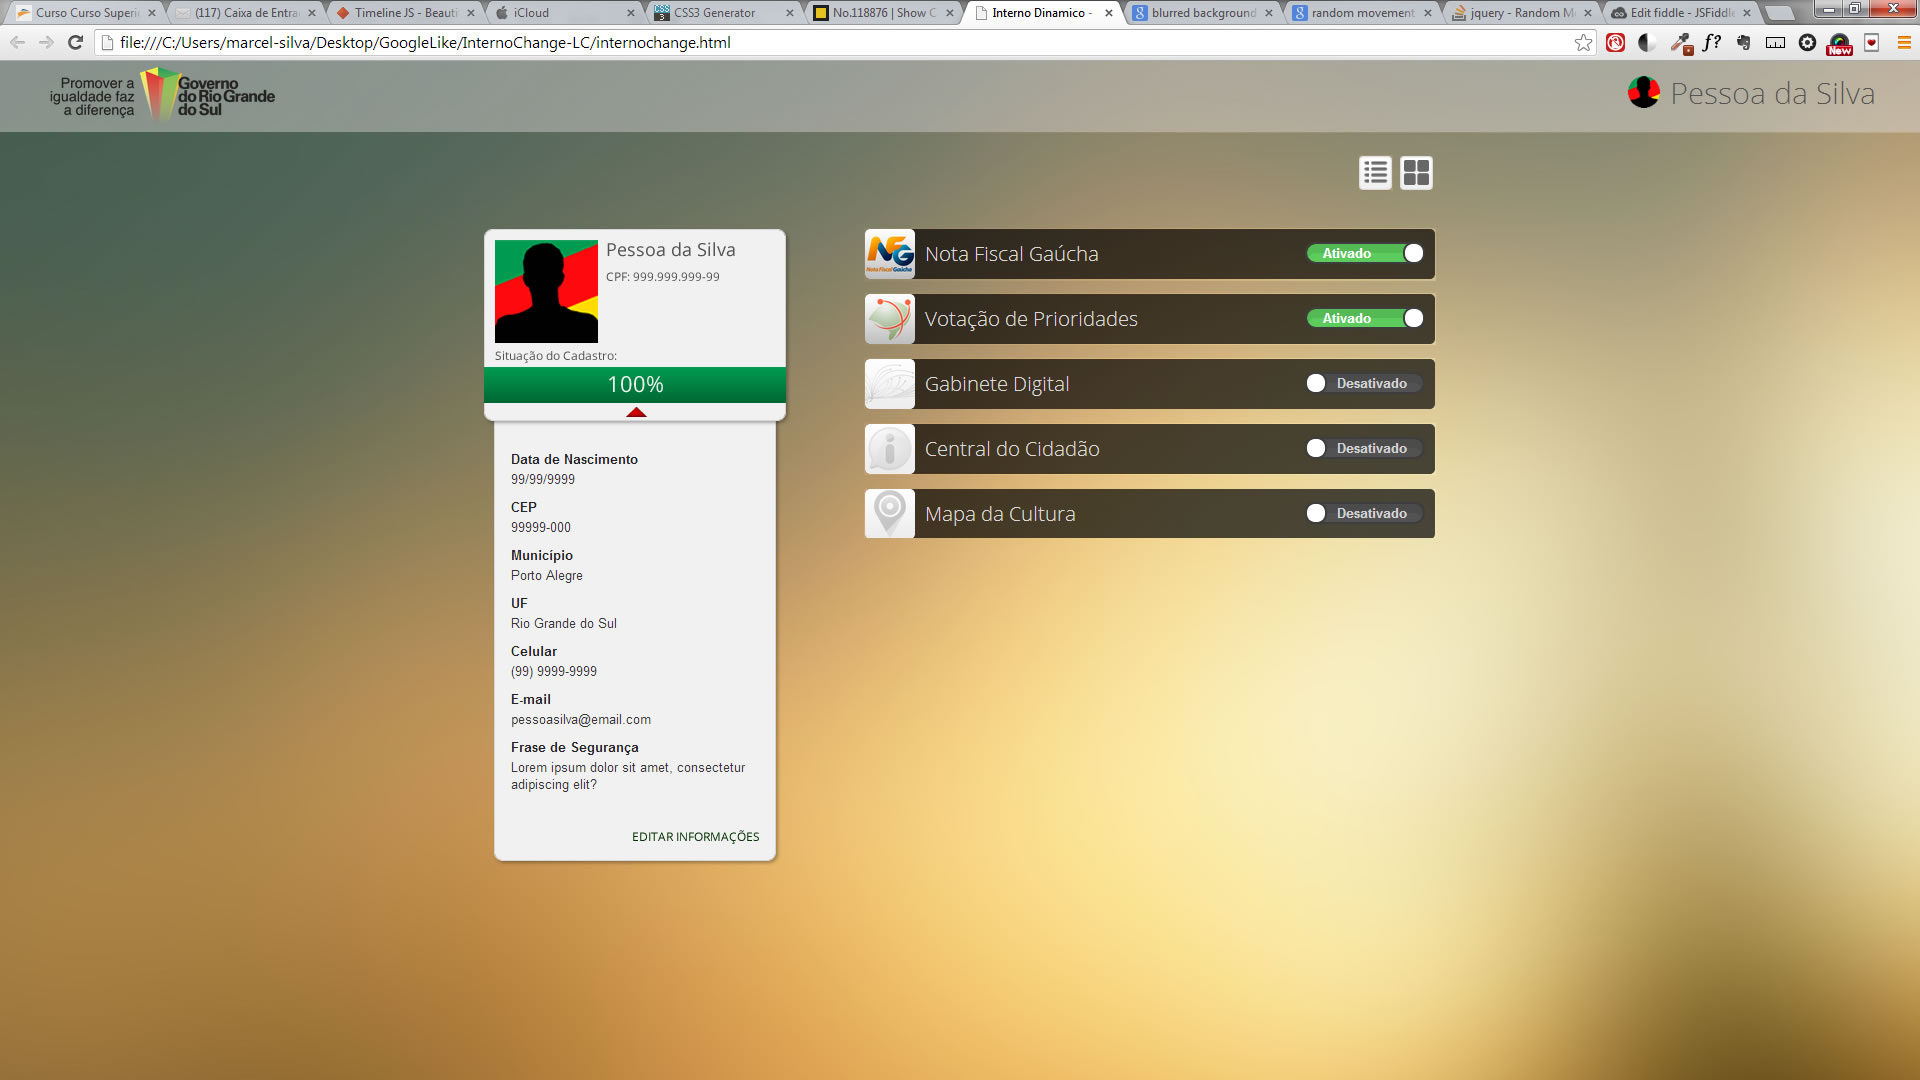 Curso Curso Superi
(117) Caixa de Entra
Timeline JS - Beauti
iCloud
CSS3 Generator
No.118876 | Show C
Interno Dinamico -
blurred background
random movement
jquery - Random M
Edit fiddle - JSFiddle
file:///C:/Users/marcel-silva/Desktop/GoogleLike/InternoChange-LC/internochange.html
f?
New
Promover a
igualdade faz
a diferença
Governo
do Rio Grande
do Sul
Pessoa da Silva
Pessoa da Silva
CPF: 999.999.999-99
Situação do Cadastro:
100%
Data de Nascimento
99/99/9999
CEP
99999-000
Município
Porto Alegre
UF
Rio Grande do Sul
Celular
(99) 9999-9999
E-mail
pessoasilva@email.com
Frase de Segurança
Lorem ipsum dolor sit amet, consectetur
adipiscing elit?
EDITAR INFORMAÇÕES
NFG
Nota Fiscal Gaúcha
Nota Fiscal Gaúcha
Ativado
Votação de Prioridades
Ativado
Gabinete Digital
Desativado
Central do Cidadão
Desativado
Mapa da Cultura
Desativado